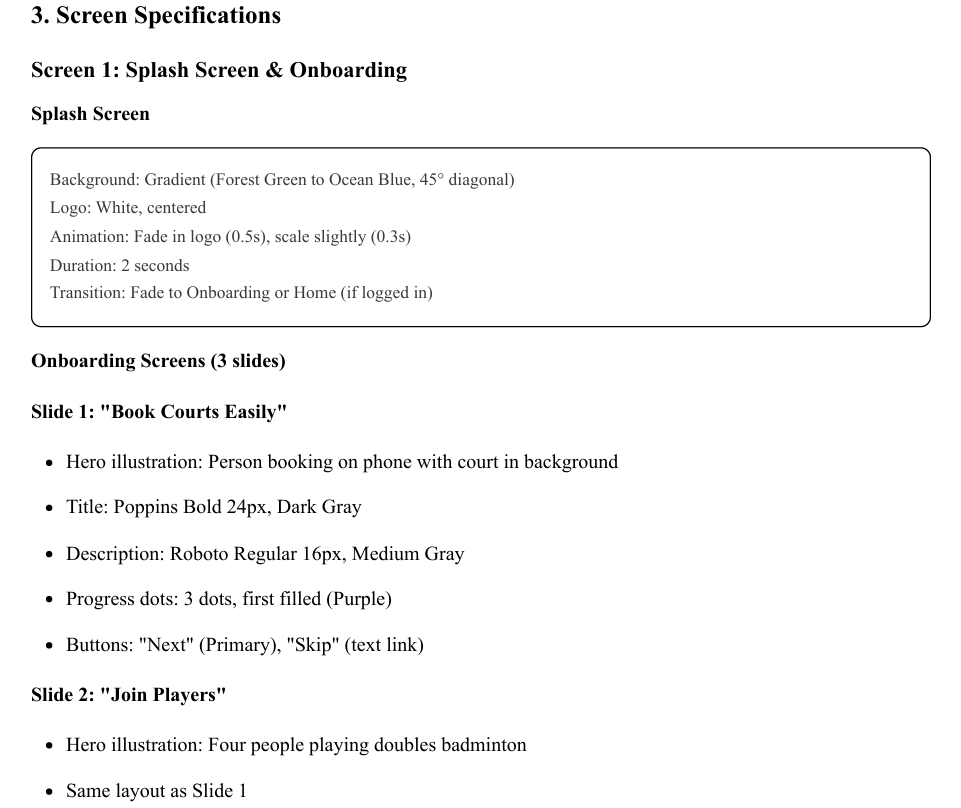 3. Screen Specifications
Screen 1: Splash Screen & Onboarding
Splash Screen
Background: Gradient (Forest Green to Ocean Blue, 45° diagonal)
Logo: White, centered
Animation: Fade in logo (0.5s), scale slightly (0.3s)
Duration: 2 seconds
Transition: Fade to Onboarding or Home (if logged in)
Onboarding Screens (3 slides)
Slide 1: "Book Courts Easily"
• Hero illustration: Person booking on phone with court in background
• Title: Poppins Bold 24px, Dark Gray
• Description: Roboto Regular 16px, Medium Gray
• Progress dots: 3 dots, first filled (Purple)
• Buttons: "Next" (Primary), "Skip" (text link)
Slide 2: "Join Players"
• Hero illustration: Four people playing doubles badminton
• Same layout as Slide 1